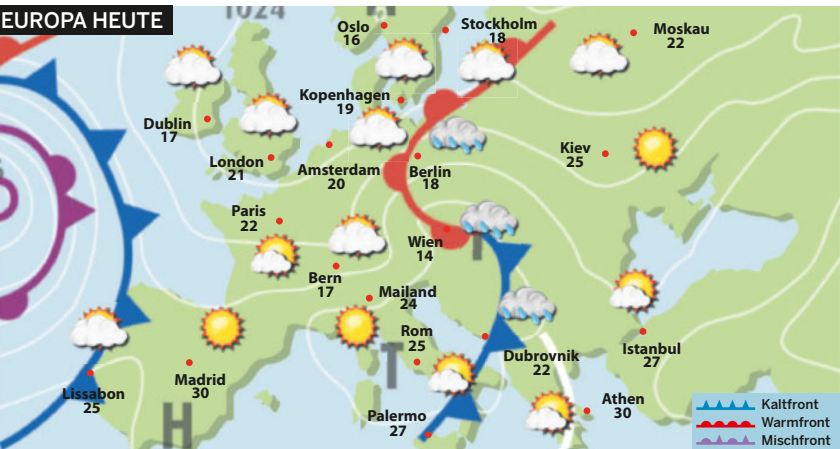 EUROPA HEUTE
1024
H
Oslo
16
Stockholm
18
Moskau
22
Kopenhagen
19
Dublin
17
London
21
Amsterdam
20
Berlin
18
Kiev
25
Paris
22
Wien
14
T
Bern
17
Mailand
24
Rom
25
T
Dubrovnik
22
Istanbul
27
Lissabon
25
Madrid
30
H
Palermo
27
Athen
30
Kaltfront
Warmfront
Mischfront